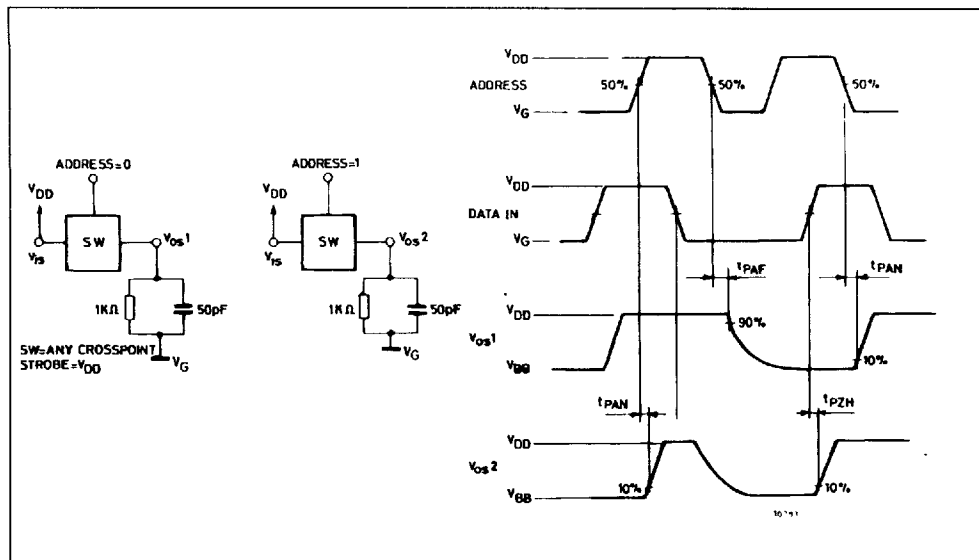 ADDRESS=0
VDD
SW
Vis
Vos1
1KΩ
50pF
VG
SW=ANY CROSSPOINT
STROBE=VDD
ADDRESS=1
VDD
SW
Vis
Vos2
1KΩ
50pF
VG
VDD
ADDRESS
50%
50%
50%
VG
VDD
DATA IN
VG
tPAF
tPAN
VDD
90%
Vos1
VBB
10%
tPAN
tPZH
VDD
Vos2
10%
10%
VBB